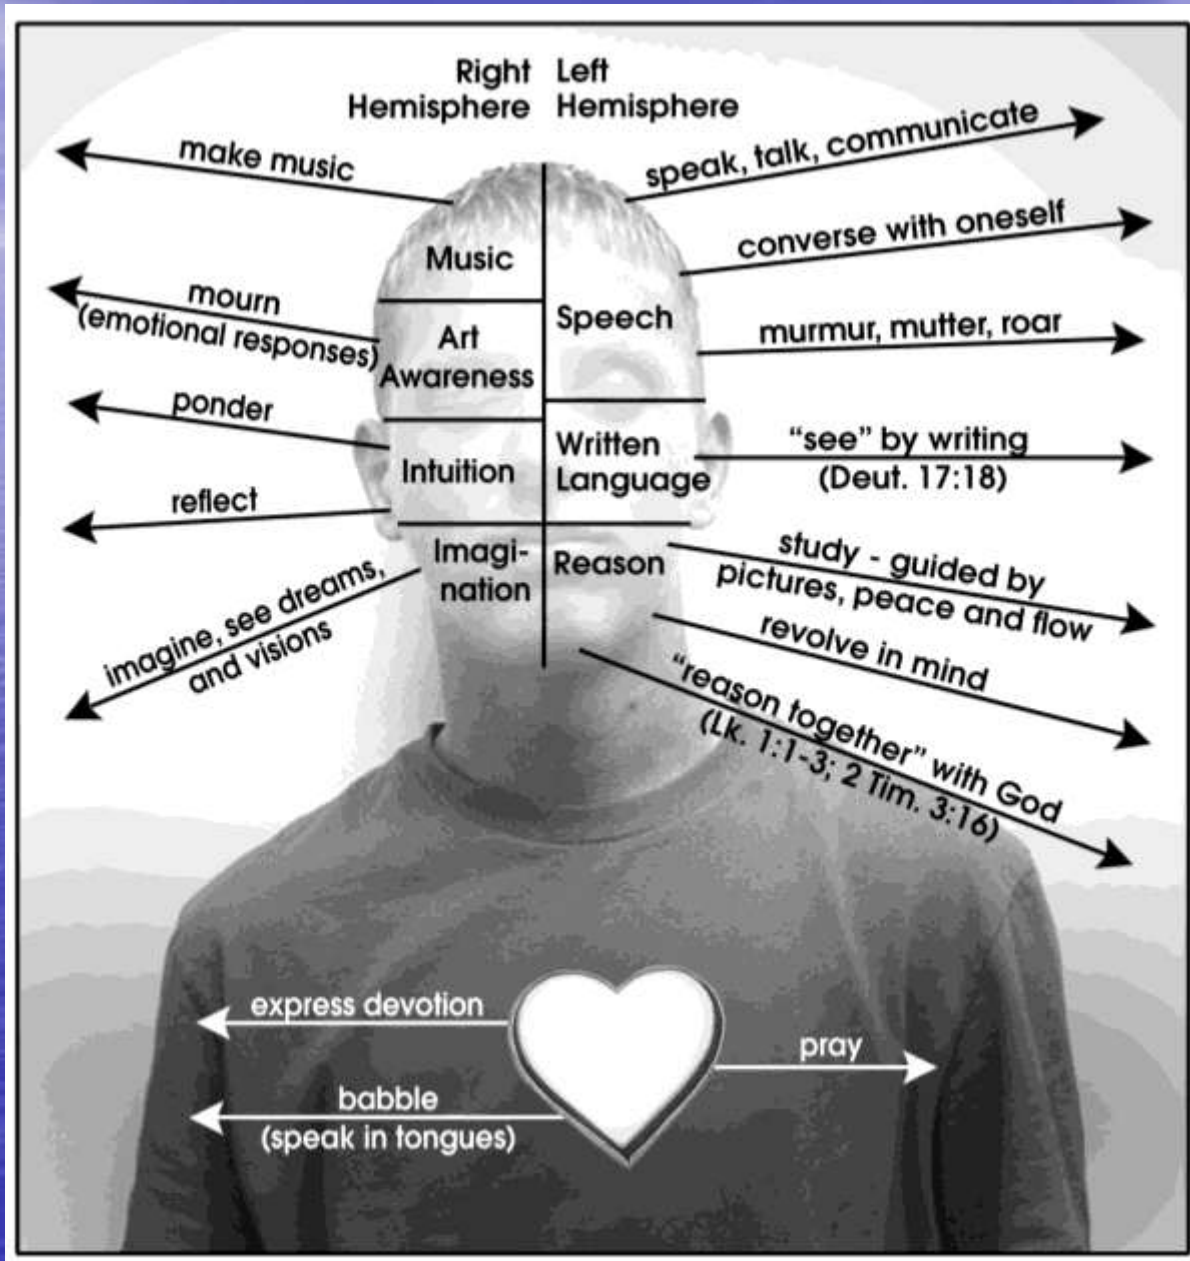 Right
Hemisphere
Left
Hemisphere
make music
mourn
(emotional responses)
ponder
reflect
imagine, see dreams,
and visions
Music
Art
Awareness
Intuition
Imagi-
nation
Speech
Written
Language
Reason
speak, talk, communicate
converse with oneself
murmur, mutter, roar
“see” by writing
(Deut. 17:18)
study - guided by
pictures, peace and flow
revolve in mind
“reason together” with God
(Lk. 1:1-3; 2 Tim. 3:16)
express devotion
babble
(speak in tongues)
pray